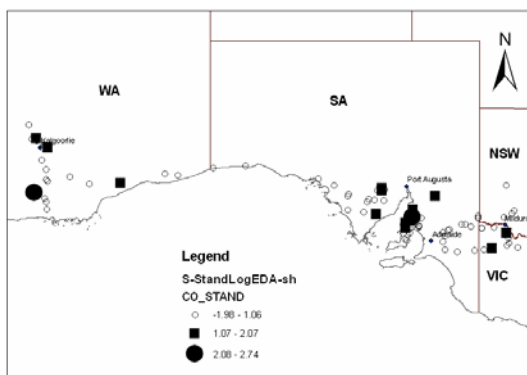 WA
SA
N
NSW
Kalgoorlie
Port Augusta
Mildura
Adelaide
VIC
Legend
S-StandLogEDA-sh
CO_STAND
-1.98 - 1.06
1.07 - 2.07
2.08 - 2.74